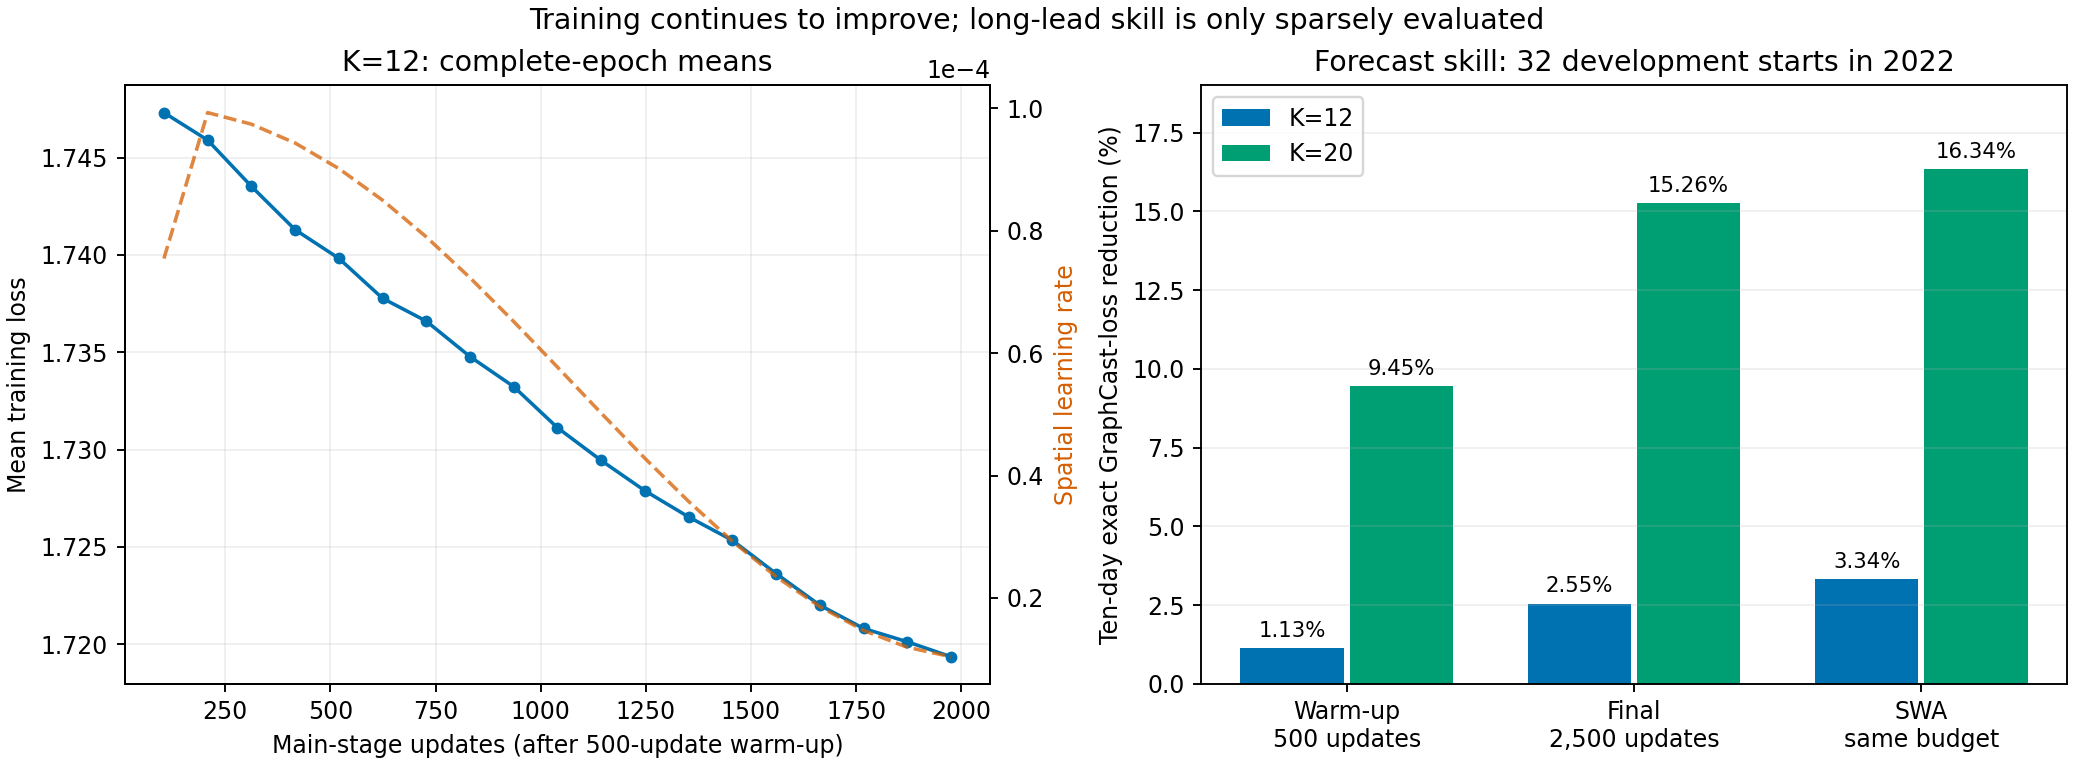 Training continues to improve; long-lead skill is only sparsely evaluated
K=12: complete-epoch means
1e−4
Mean training loss
1.745
1.740
1.735
1.730
1.725
1.720
250
500
750
1000
1250
1500
1750
2000
Main-stage updates (after 500-update warm-up)
1.0
0.8
0.6
0.4
0.2
Spatial learning rate
Forecast skill: 32 development starts in 2022
Ten-day exact GraphCast-loss reduction (%)
17.5
15.0
12.5
10.0
7.5
5.0
2.5
0.0
K=12
K=20
1.13%
9.45%
2.55%
15.26%
3.34%
16.34%
Warm-up
500 updates
Final
2,500 updates
SWA
same budget